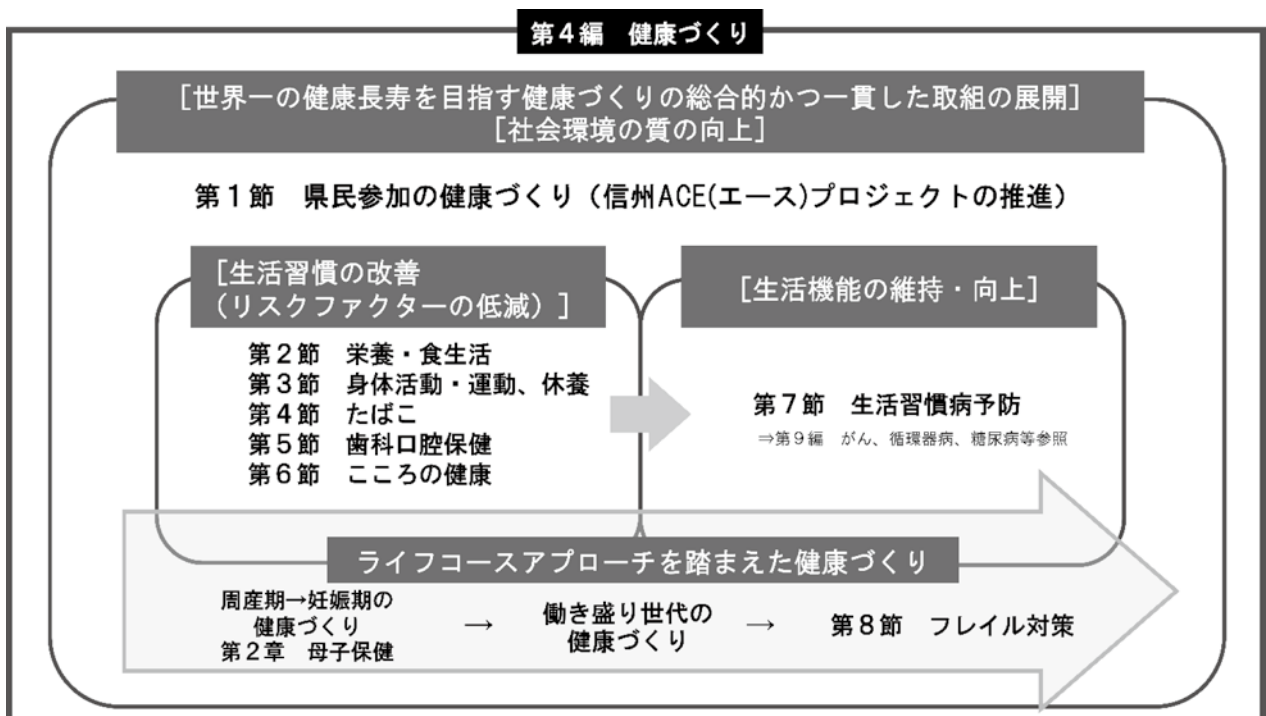 第4編 健康づくり
[世界一の健康長寿を目指す健康づくりの総合的かつ一貫した取組の展開]
[社会環境の質の向上]
第1節 県民参加の健康づくり（信州ACE(エース)プロジェクトの推進）
[生活習慣の改善
（リスクファクターの低減）]
第2節 栄養・食生活
第3節 身体活動・運動、休養
第4節 たばこ
第5節 歯科口腔保健
第6節 こころの健康
[生活機能の維持・向上]
第7節 生活習慣病予防
⇒第9編 がん、循環器病、糖尿病等参照
ライフコースアプローチを踏まえた健康づくり
周産期→妊娠期の
健康づくり
第2章 母子保健
→
働き盛り世代の
健康づくり
→
第8節 フレイル対策